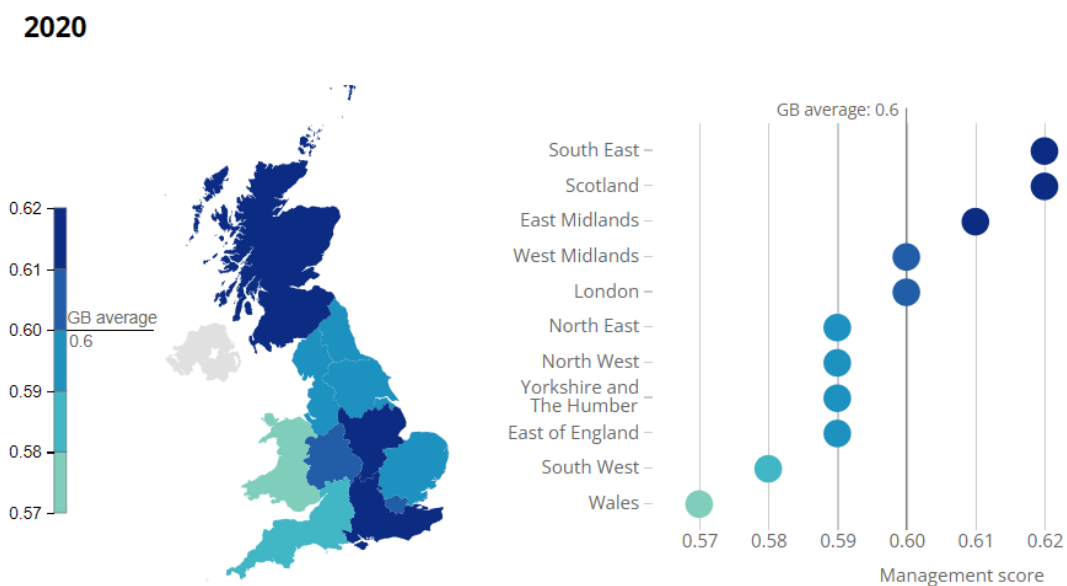 2020
0.62
0.61
0.60
0.59
0.58
0.57
GB average
0.6
GB average: 0.6
South East
Scotland
East Midlands
West Midlands
London
North East
North West
Yorkshire and
The Humber
East of England
South West
Wales
0.57 0.58 0.59 0.60 0.61 0.62
Management score